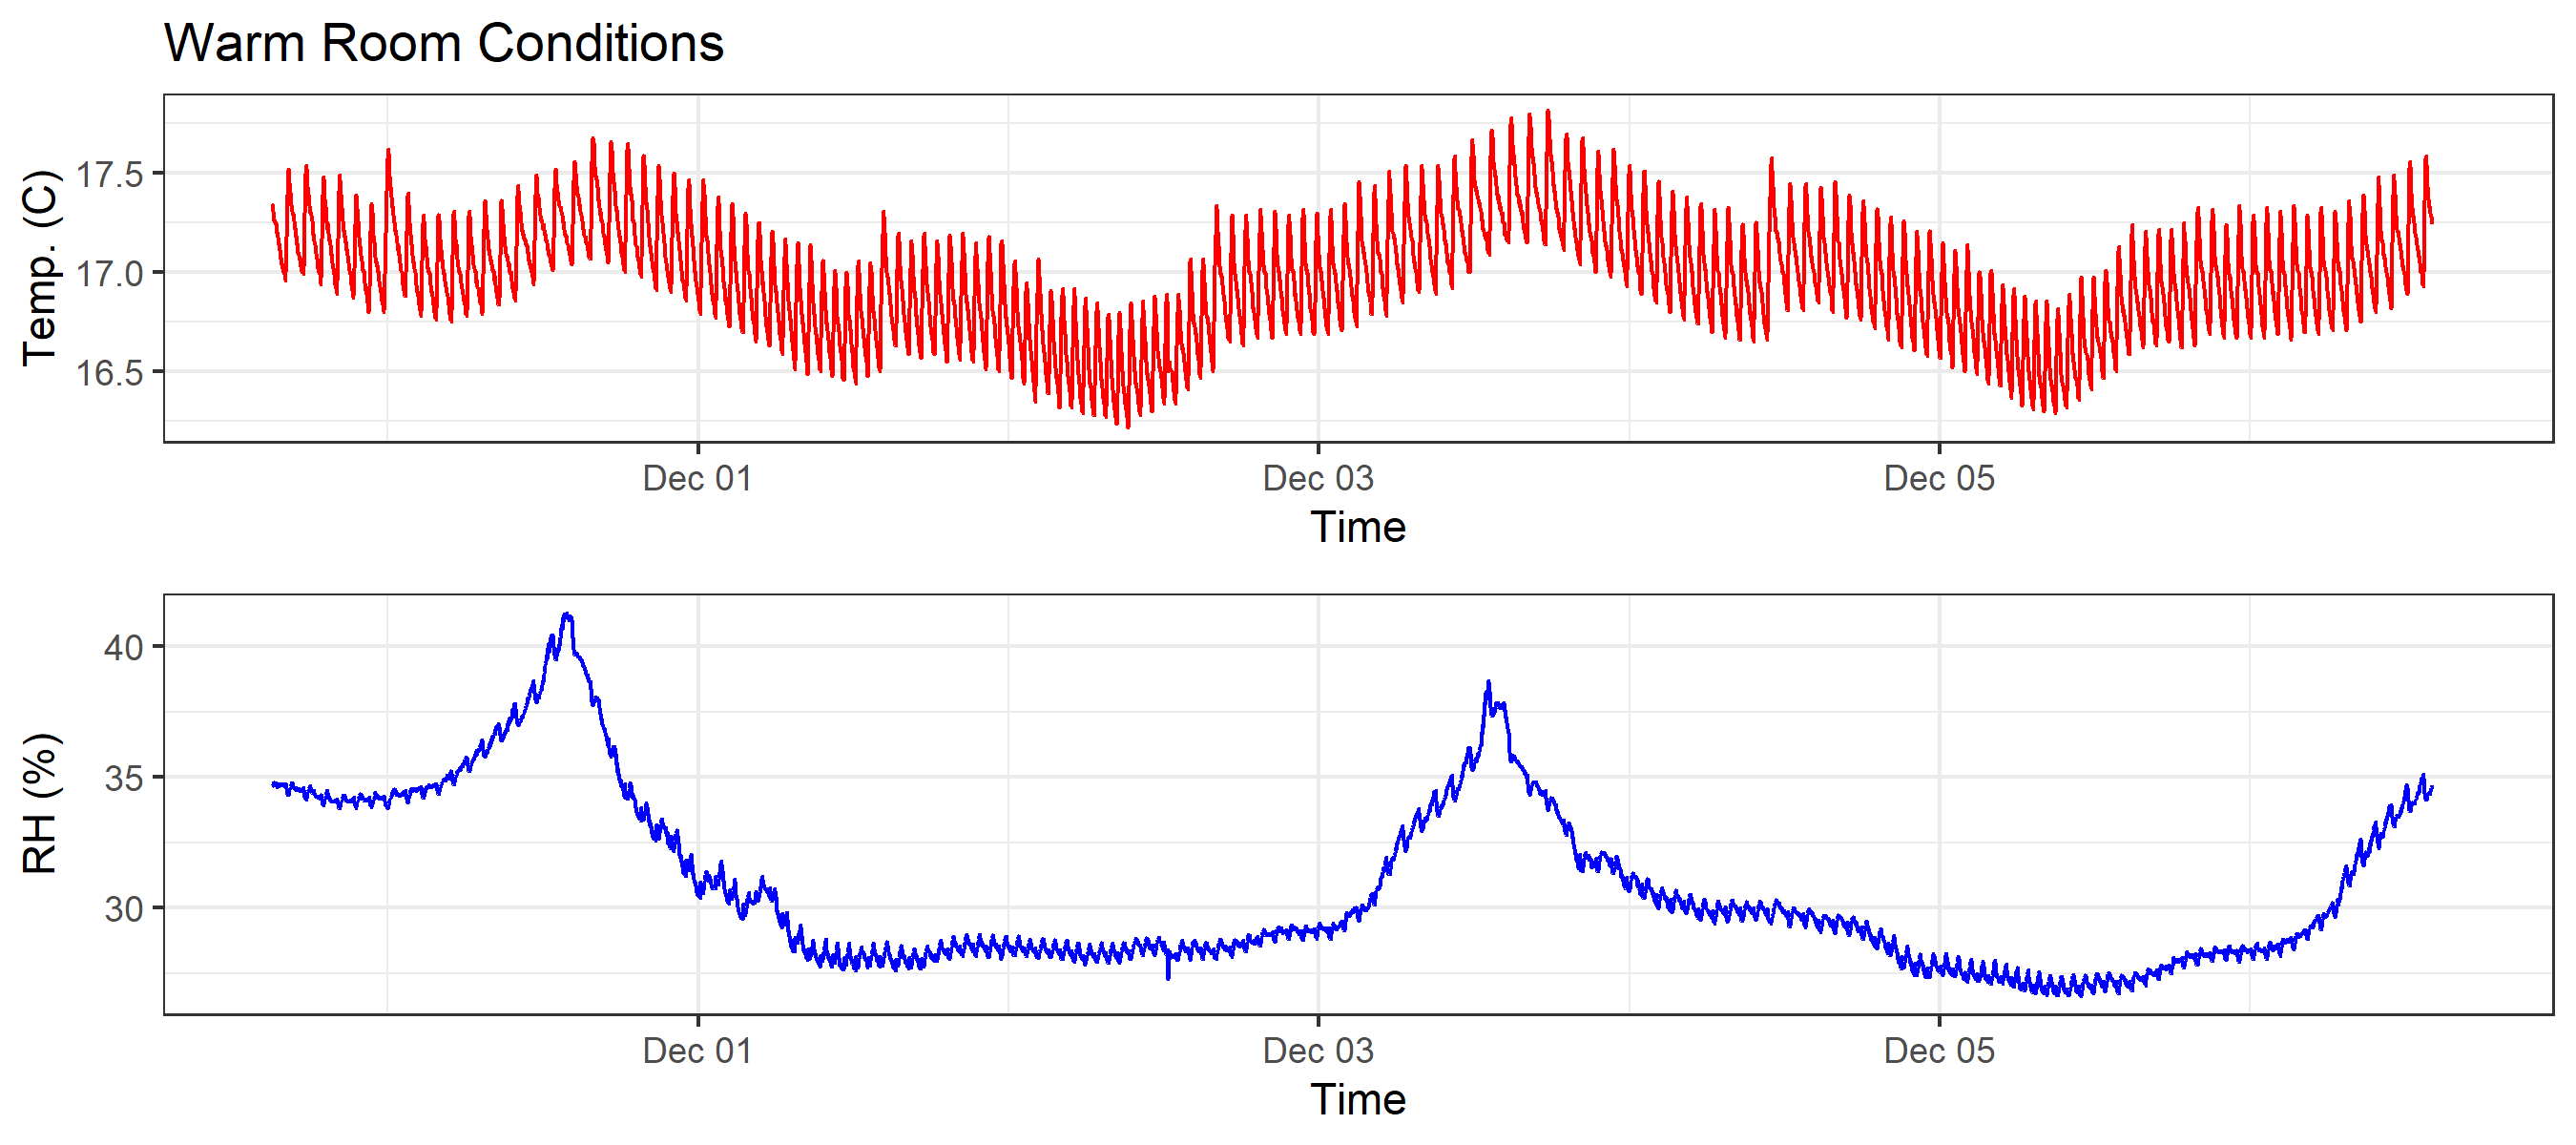 Warm Room Conditions
Temp. (C)
17.5
17.0
16.5
Dec 01 Dec 03 Dec 05
Time
RH (%)
40
35
30
Dec 01 Dec 03 Dec 05
Time